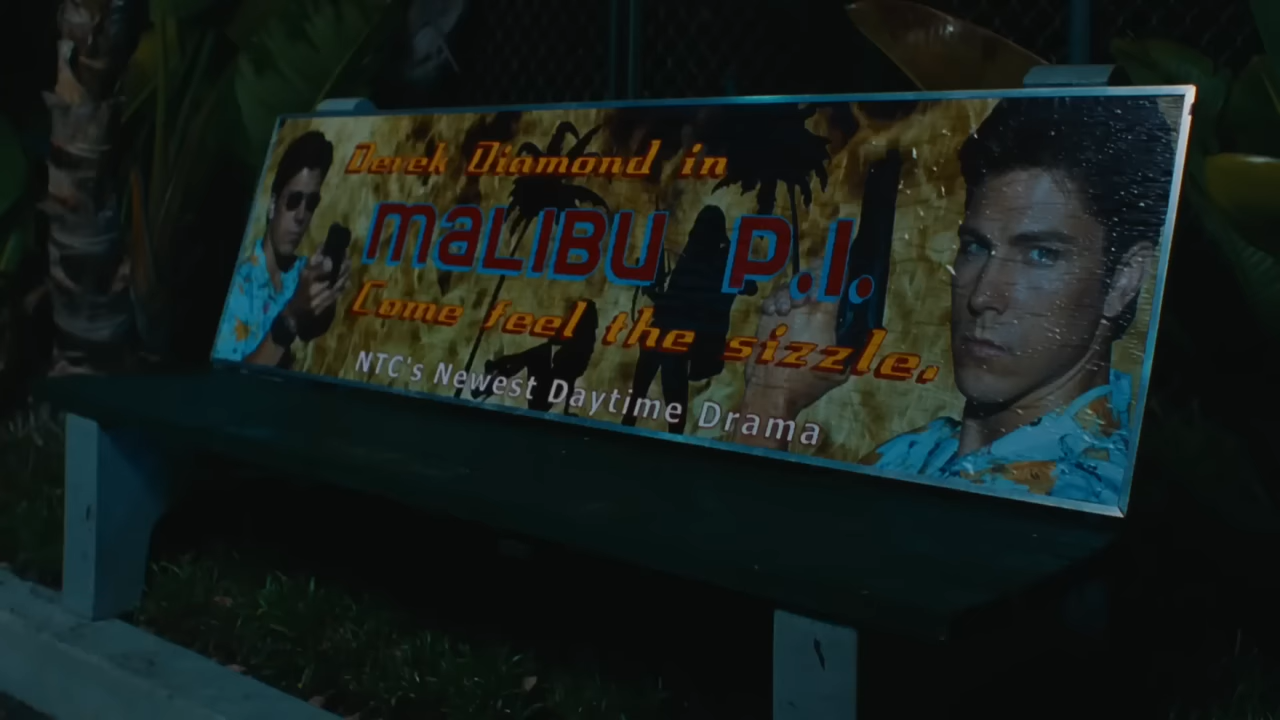 Derek Diamond in
MaLIBU P.I.
Come feel the sizzle.
NTC's Newest Daytime Drama